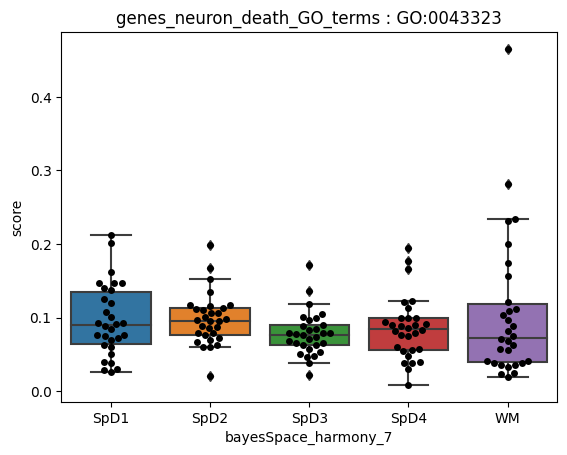 genes_neuron_death_GO_terms : GO:0043323
score
0.4
0.3
0.2
0.1
0.0
SpD1 SpD2 SpD3 SpD4 WM
bayesSpace_harmony_7